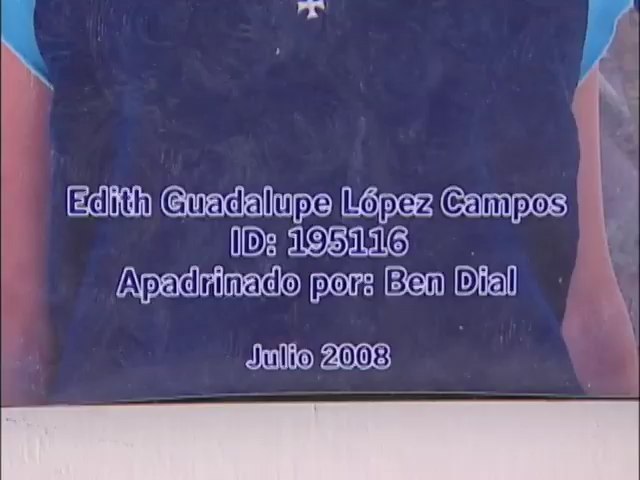 Edith Guadalupe López Campos
ID: 195116
Apadrinado por: Ben Dial
Julio 2008